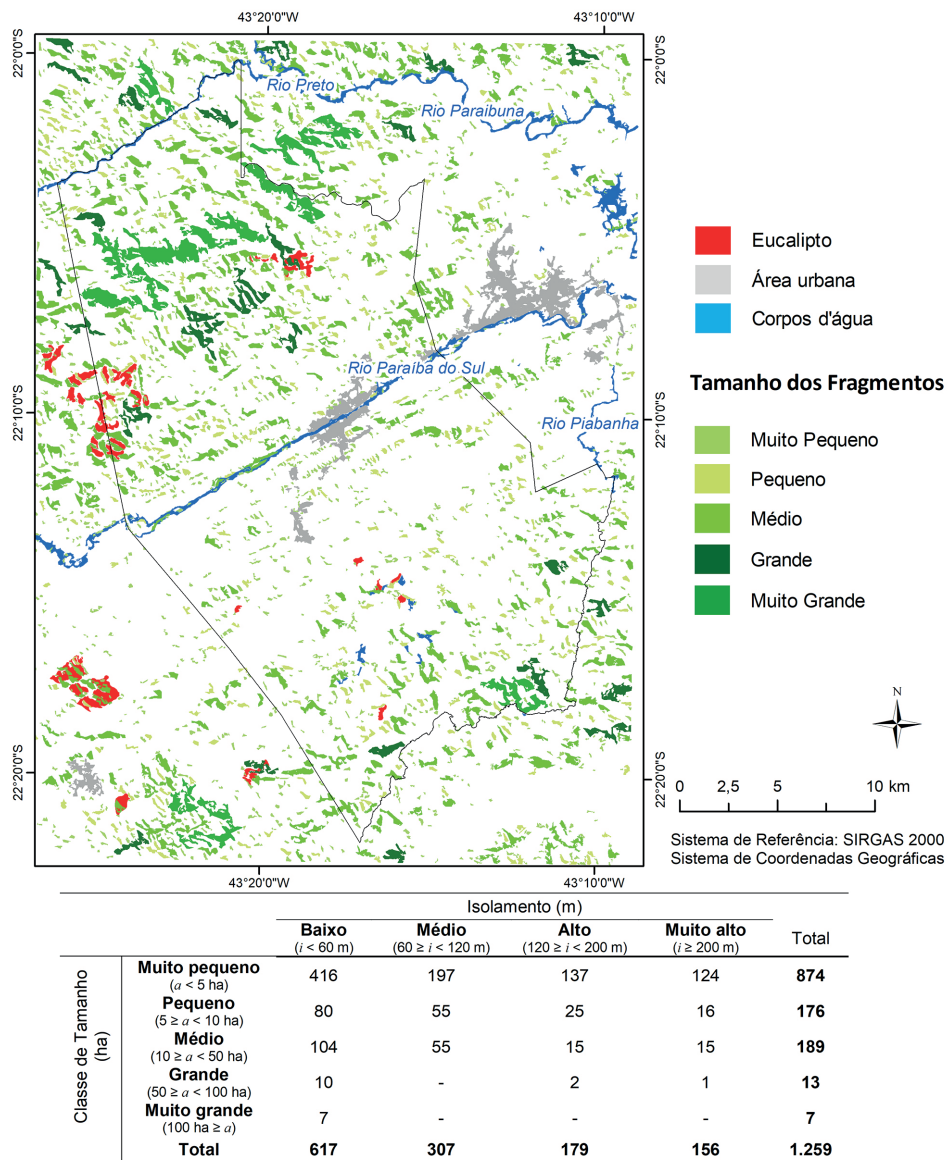 43°20'0"W
43°10'0"W
22°0'0"S
22°0'0"S
Rio Preto
Rio Paraibuna
Eucalipto
Área urbana
Corpos d'água
Rio Paraíba do Sul
Tamanho dos Fragmentos
22°10'0"S
22°10'0"S
Rio Piabanha
Muito Pequeno
Pequeno
Médio
Grande
Muito Grande
N
22°20'0"S
22°20'0"S
0 2,5 5 10 km
Sistema de Referência: SIRGAS 2000
Sistema de Coordenadas Geográficas
43°20'0"W
43°10'0"W
Isolamento (m)
Baixo Médio Alto Muito alto Total
(i < 60 m) (60 ≥ i < 120 m) (120 ≥ i < 200 m) (i ≥ 200 m)
Classe de Tamanho
(ha)
Muito pequeno 416 197 137 124 874
(a < 5 ha)
Pequeno 80 55 25 16 176
(5 ≥ a < 10 ha)
Médio 104 55 15 15 189
(10 ≥ a < 50 ha)
Grande 10 - 2 1 13
(50 ≥ a < 100 ha)
Muito grande 7 - - - 7
(100 ha ≥ a)
Total 617 307 179 156 1.259